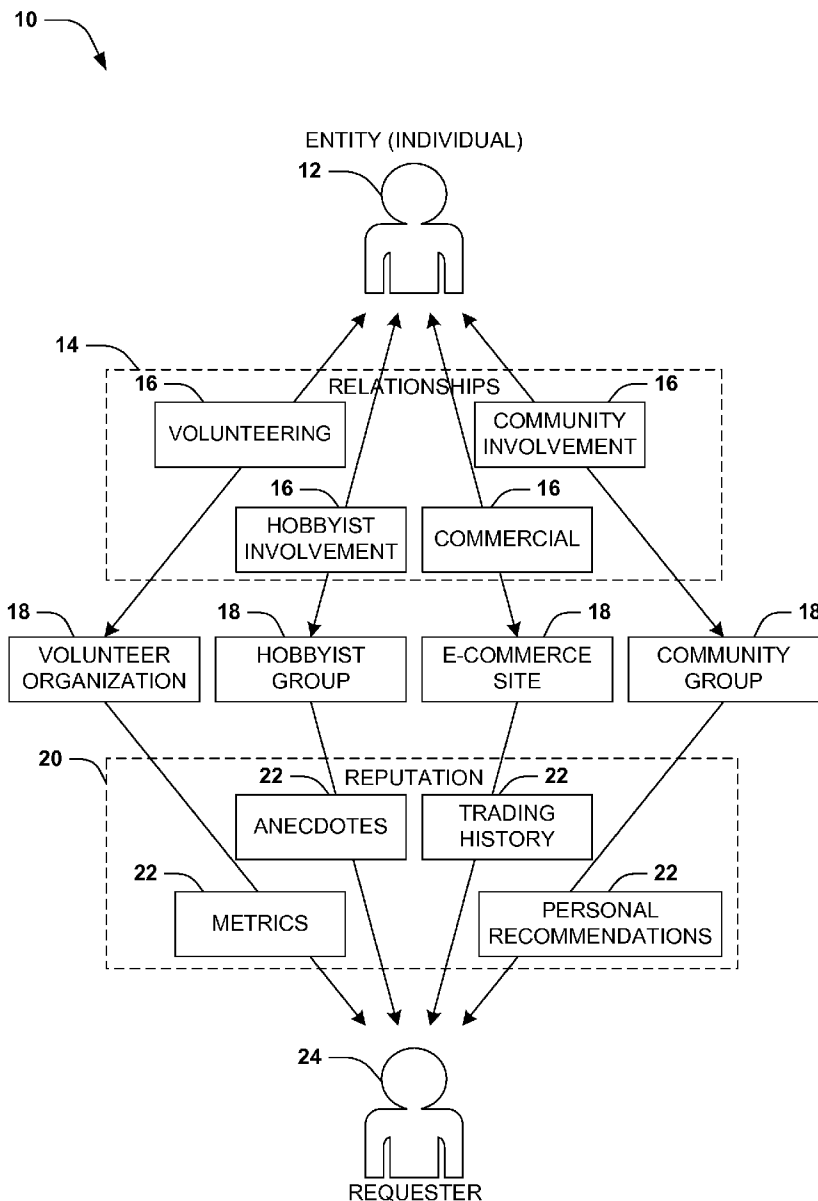 10
ENTITY (INDIVIDUAL)
12
14
RELATIONSHIPS
16
16
VOLUNTEERING
COMMUNITY
INVOLVEMENT
16
16
HOBBYIST
INVOLVEMENT
COMMERCIAL
18
18
18
18
VOLUNTEER
ORGANIZATION
HOBBYIST
GROUP
E-COMMERCE
SITE
COMMUNITY
GROUP
20
REPUTATION
22
22
ANECDOTES
TRADING
HISTORY
22
22
METRICS
PERSONAL
RECOMMENDATIONS
24
REQUESTER